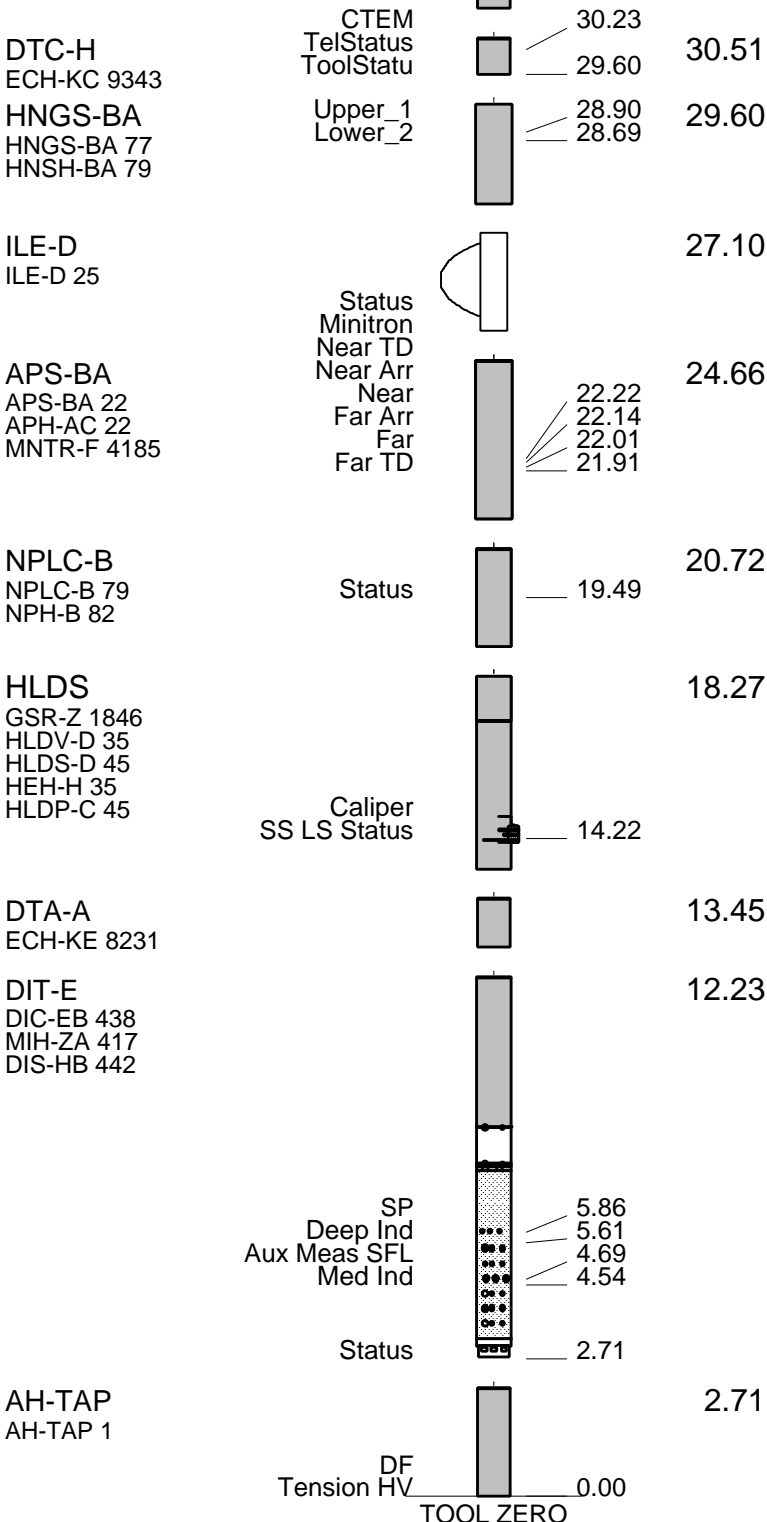 CTEM 30.23
DTC-H TelStatus 30.51
ECH-KC 9343 ToolStatu 29.60
HNGS-BA Upper_1 28.90 29.60
HNGS-BA 77 Lower_2 28.69
HNSH-BA 79
ILE-D 27.10
ILE-D 25
Status
Minitron
Near TD
APS-BA Near Arr 24.66
APS-BA 22 Near 22.22
APH-AC 22 Far Arr 22.14
MNTR-F 4185 Far 22.01
Far TD 21.91
NPLC-B 20.72
NPLC-B 79 Status 19.49
NPH-B 82
HLDS 18.27
GSR-Z 1846
HLDV-D 35
HLDS-D 45
HEH-H 35
HLDP-C 45 Caliper
SS LS Status 14.22
DTA-A 13.45
ECH-KE 8231
DIT-E 12.23
DIC-EB 438
MIH-ZA 417
DIS-HB 442
SP 5.86
Deep Ind 5.61
Aux Meas SFL 4.69
Med Ind 4.54
Status 2.71
AH-TAP 2.71
AH-TAP 1
DF
Tension HV 0.00
TOOL ZERO